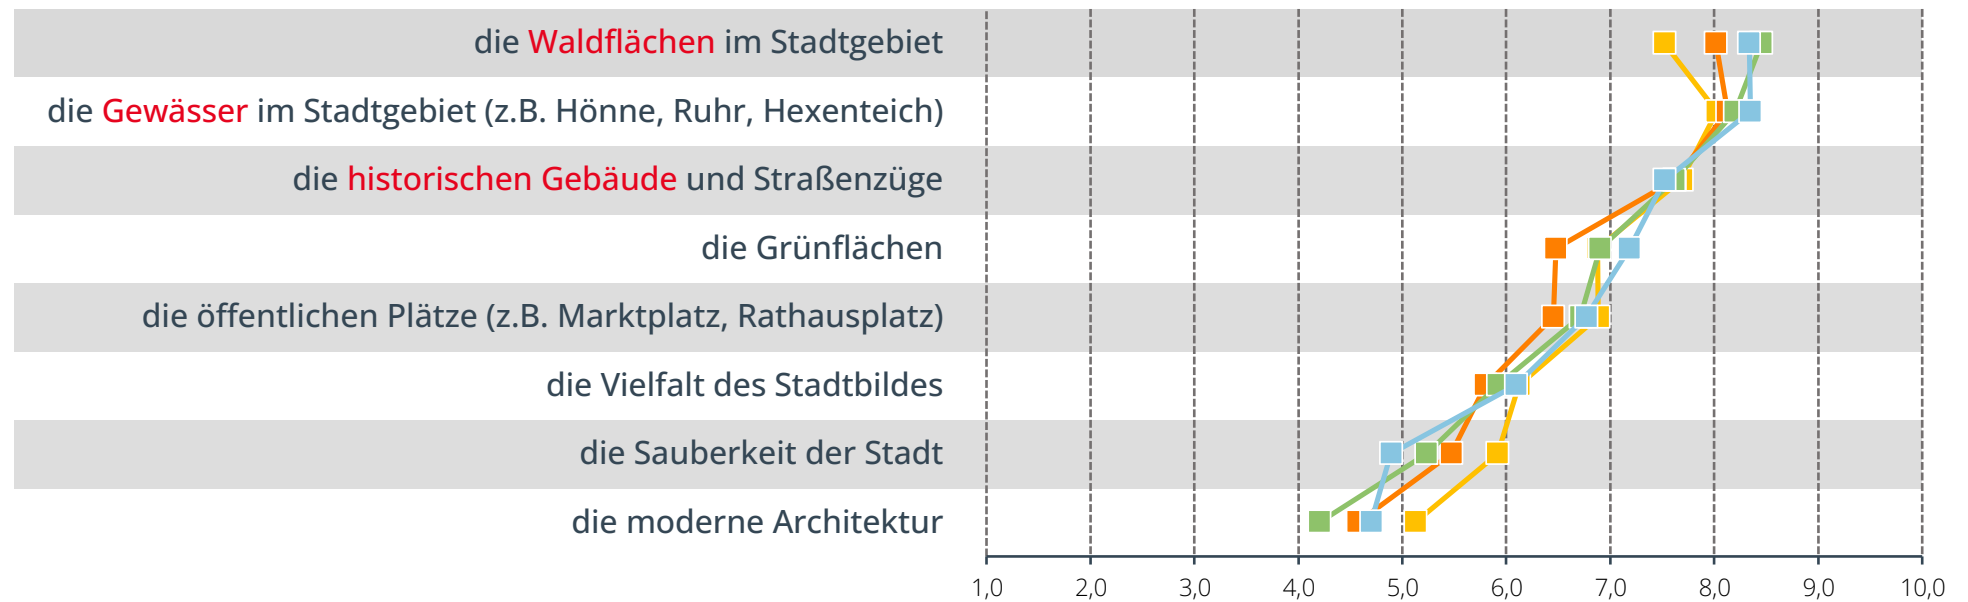 die Waldflächen im Stadtgebiet
die Gewässer im Stadtgebiet (z.B. Hönne, Ruhr, Hexenteich)
die historischen Gebäude und Straßenzüge
die Grünflächen
die öffentlichen Plätze (z.B. Marktplatz, Rathausplatz)
die Vielfalt des Stadtbildes
die Sauberkeit der Stadt
die moderne Architektur
1,0 2,0 3,0 4,0 5,0 6,0 7,0 8,0 9,0 10,0